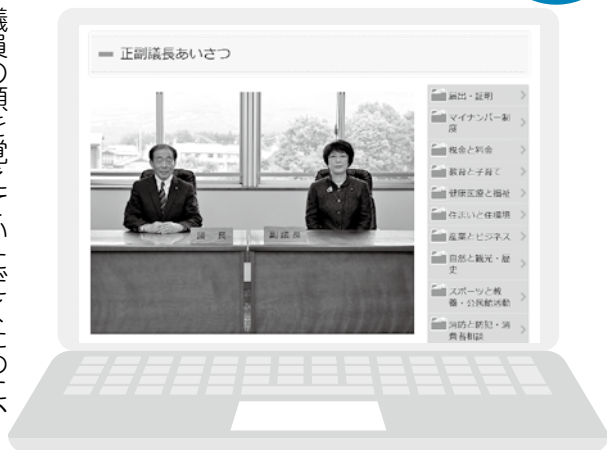 正副議長あいさつ
議長
副議長
届出・証明
マイナンバー制
度
税金と料金
教育と子育て
健康医療と福祉
住まいと住環境
産業とビジネス
自然と観光・歴
史
スポーツと教
養・公民館活動
消防と防犯・消
費者相談